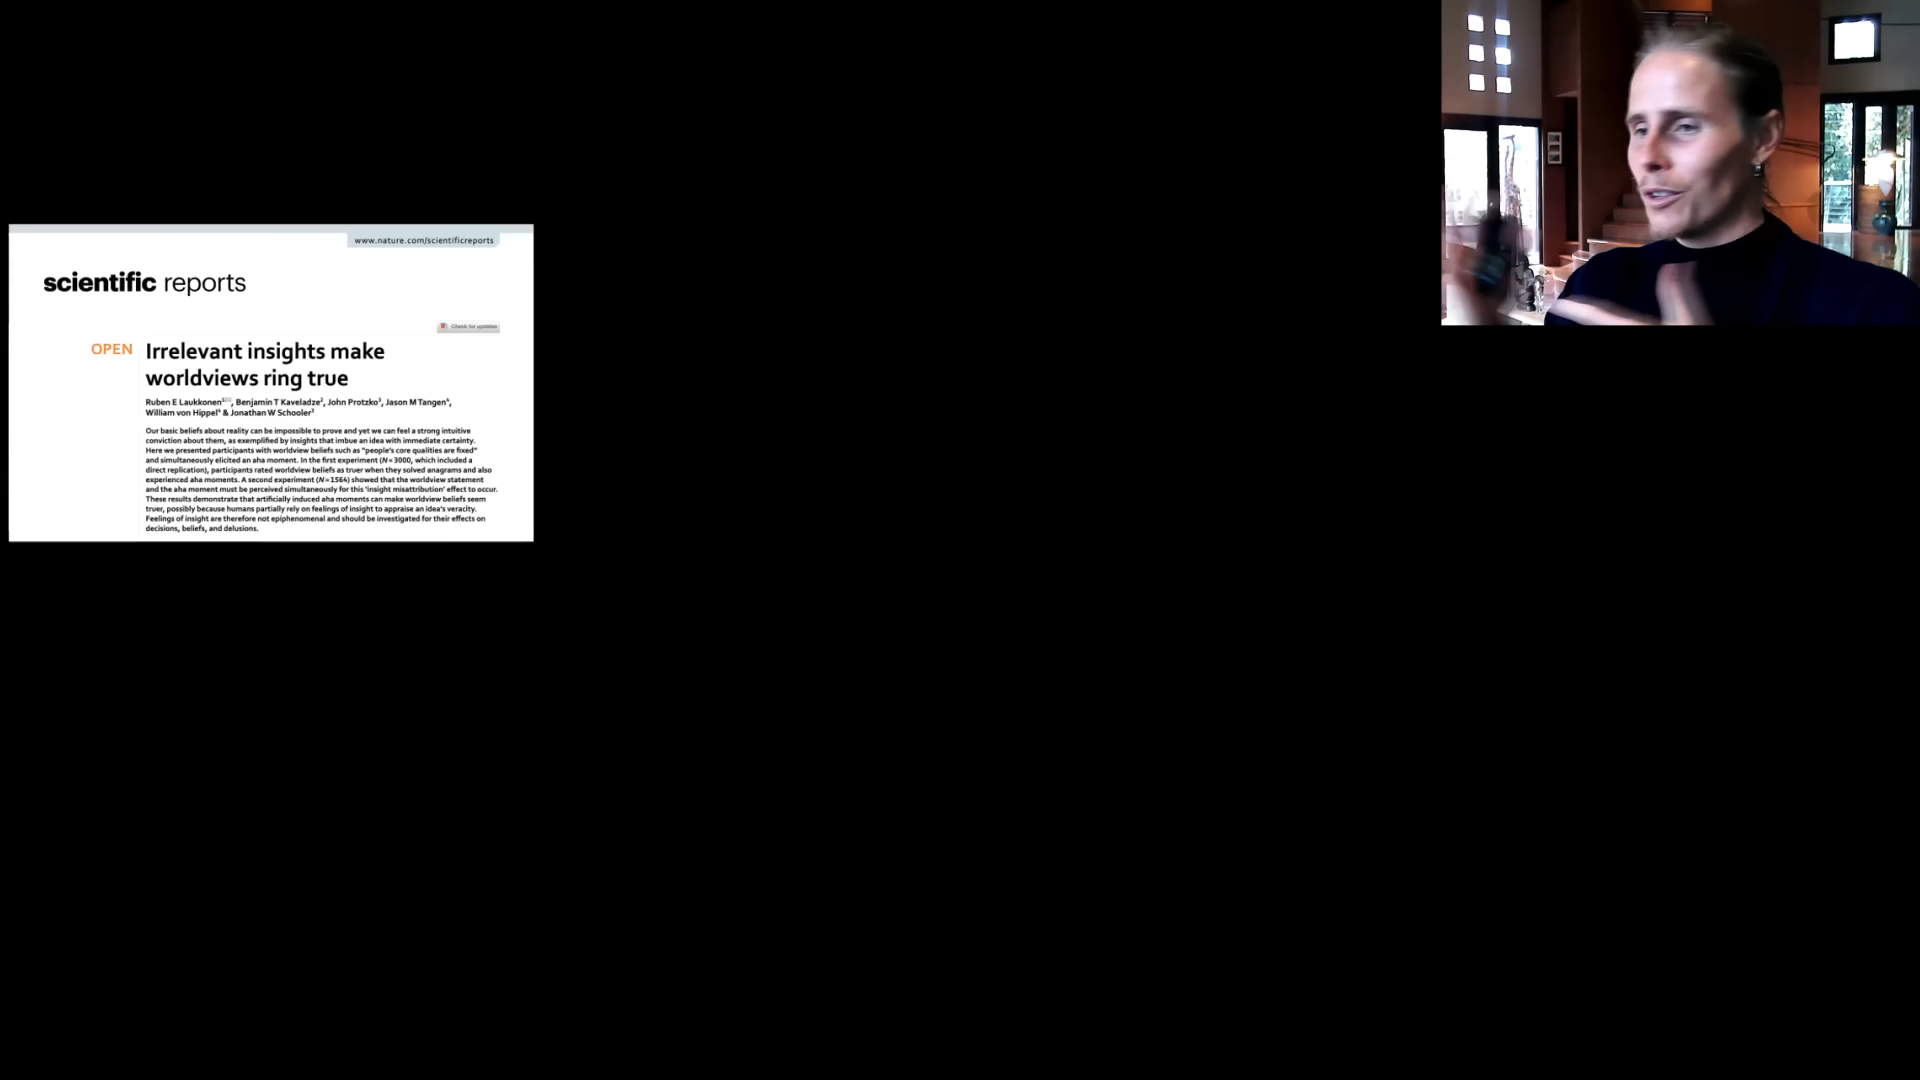 www.nature.com/scientificreports
scientific reports
Check for updates
OPEN
Irrelevant insights make
worldviews ring true
Ruben E Laukkonen, Benjamin T Kaveladze², John Protzko³, Jason M Tangen⁴,
William von Hippel⁴ & Jonathan W Schooler³
Our basic beliefs about reality can be impossible to prove and yet we can feel a strong intuitive
conviction about them, as exemplified by insights that imbue an idea with immediate certainty.
Here we presented participants with worldview beliefs such as “people’s core qualities are fixed”
and simultaneously elicited an aha moment. In the first experiment (N = 3000, which included a
direct replication), participants rated worldview beliefs as truer when they solved anagrams and also
experienced aha moments. A second experiment (N = 1564) showed that the worldview statement
and the aha moment must be perceived simultaneously for this ‘insight misattribution’ effect to occur.
These results demonstrate that artificially induced aha moments can make worldview beliefs seem
truer, possibly because humans partially rely on feelings of insight to appraise an idea’s veracity.
Feelings of insight are therefore not epiphenomenal and should be investigated for their effects on
decisions, beliefs, and delusions.